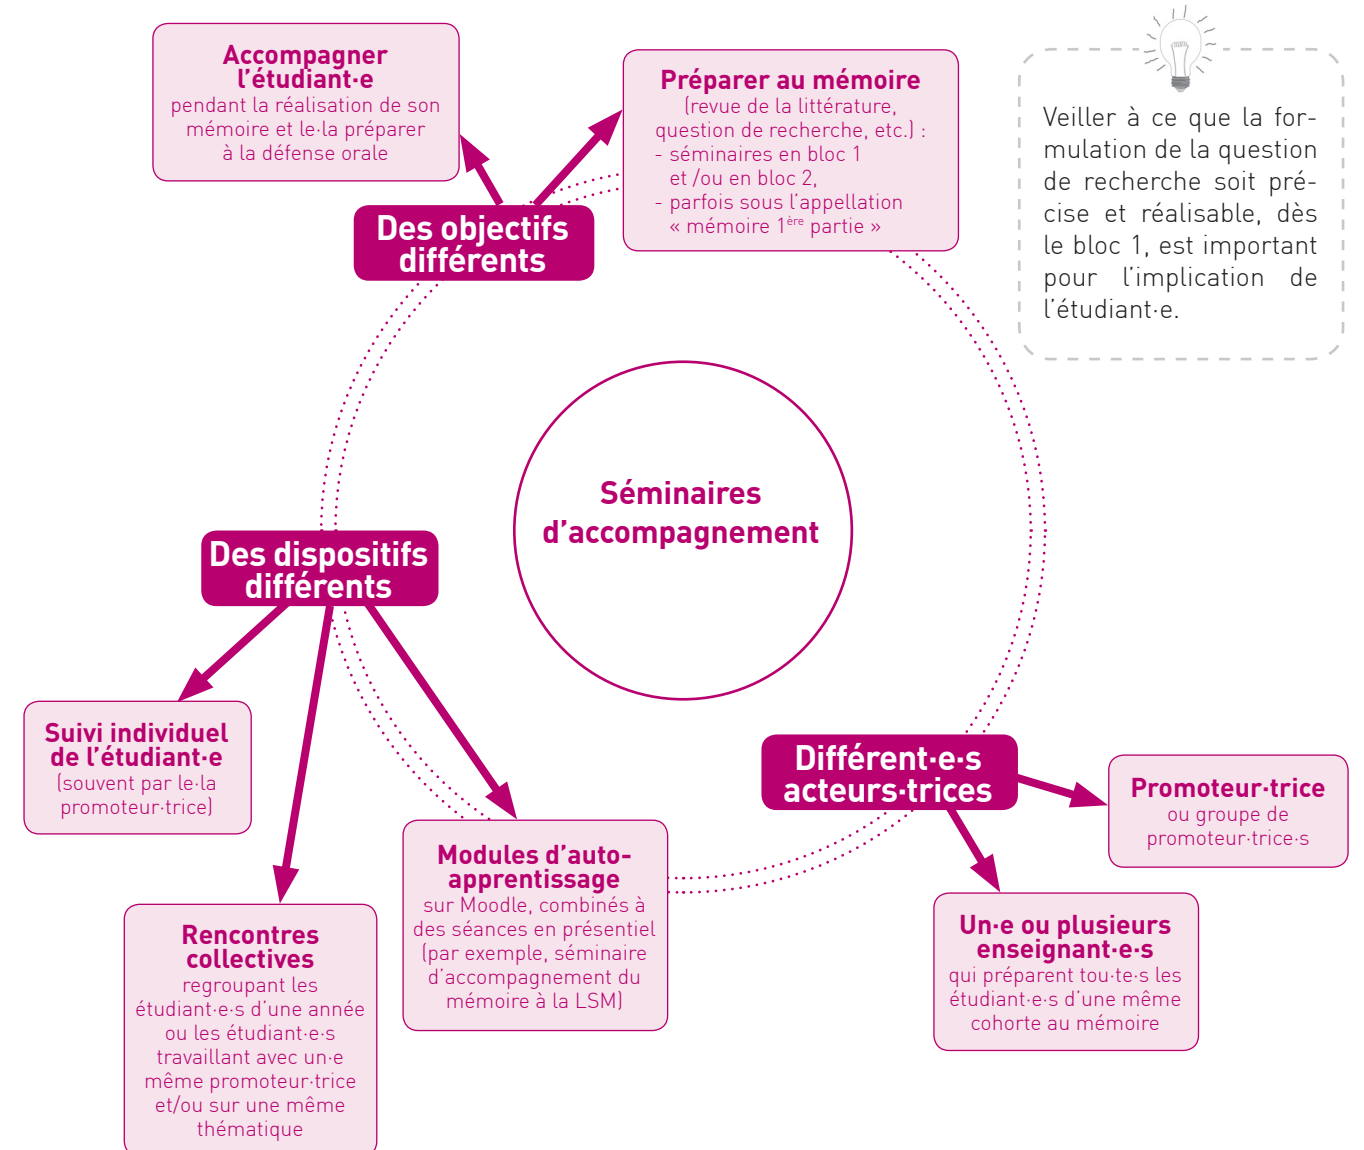 Accompagner
l’étudiant·e
pendant la réalisation de son
mémoire et le·la préparer
à la défense orale
Préparer au mémoire
(revue de la littérature,
question de recherche, etc.) :
- séminaires en bloc 1
et /ou en bloc 2,
- parfois sous l’appellation
« mémoire 1ère partie »
Veiller à ce que la for-
mulation de la question
de recherche soit pré-
cise et réalisable, dès
le bloc 1, est important
pour l’implication de
l’étudiant·e.
Des objectifs
différents
Séminaires
d’accompagnement
Des dispositifs
différents
Suivi individuel
de l’étudiant·e
(souvent par le·la
promoteur·trice)
Rencontres
collectives
regroupant les
étudiant·e·s d’une année
ou les étudiant·e·s
travaillant avec un·e
même promoteur·trice
et/ou sur une même
thématique
Modules d’auto-
apprentissage
sur Moodle, combinés à
des séances en présentiel
(par exemple, séminaire
d’accompagnement du
mémoire à la LSM)
Différent·e·s
acteurs·trices
Promoteur·trice
ou groupe de
promoteur·trice·s
Un·e ou plusieurs
enseignant·e·s
qui préparent tou·te·s les
étudiant·e·s d’une même
cohorte au mémoire